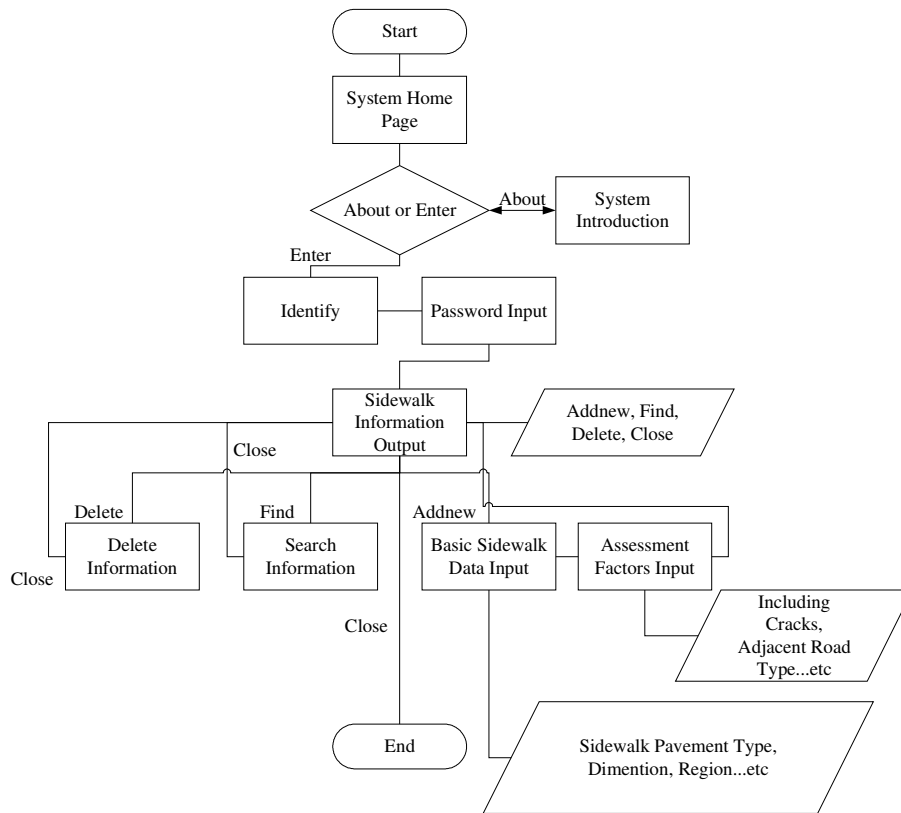 Start
System Home
Page
About or Enter
About
System
Introduction
Enter
Identify
Password Input
Sidewalk
Information
Output
Addnew, Find,
Delete, Close
Close
Delete
Find
Addnew
Delete
Information
Search
Information
Basic Sidewalk
Data Input
Assessment
Factors Input
Close
Including
Cracks,
Adjacent Road
Type...etc
Close
End
Sidewalk Pavement Type,
Dimention, Region...etc